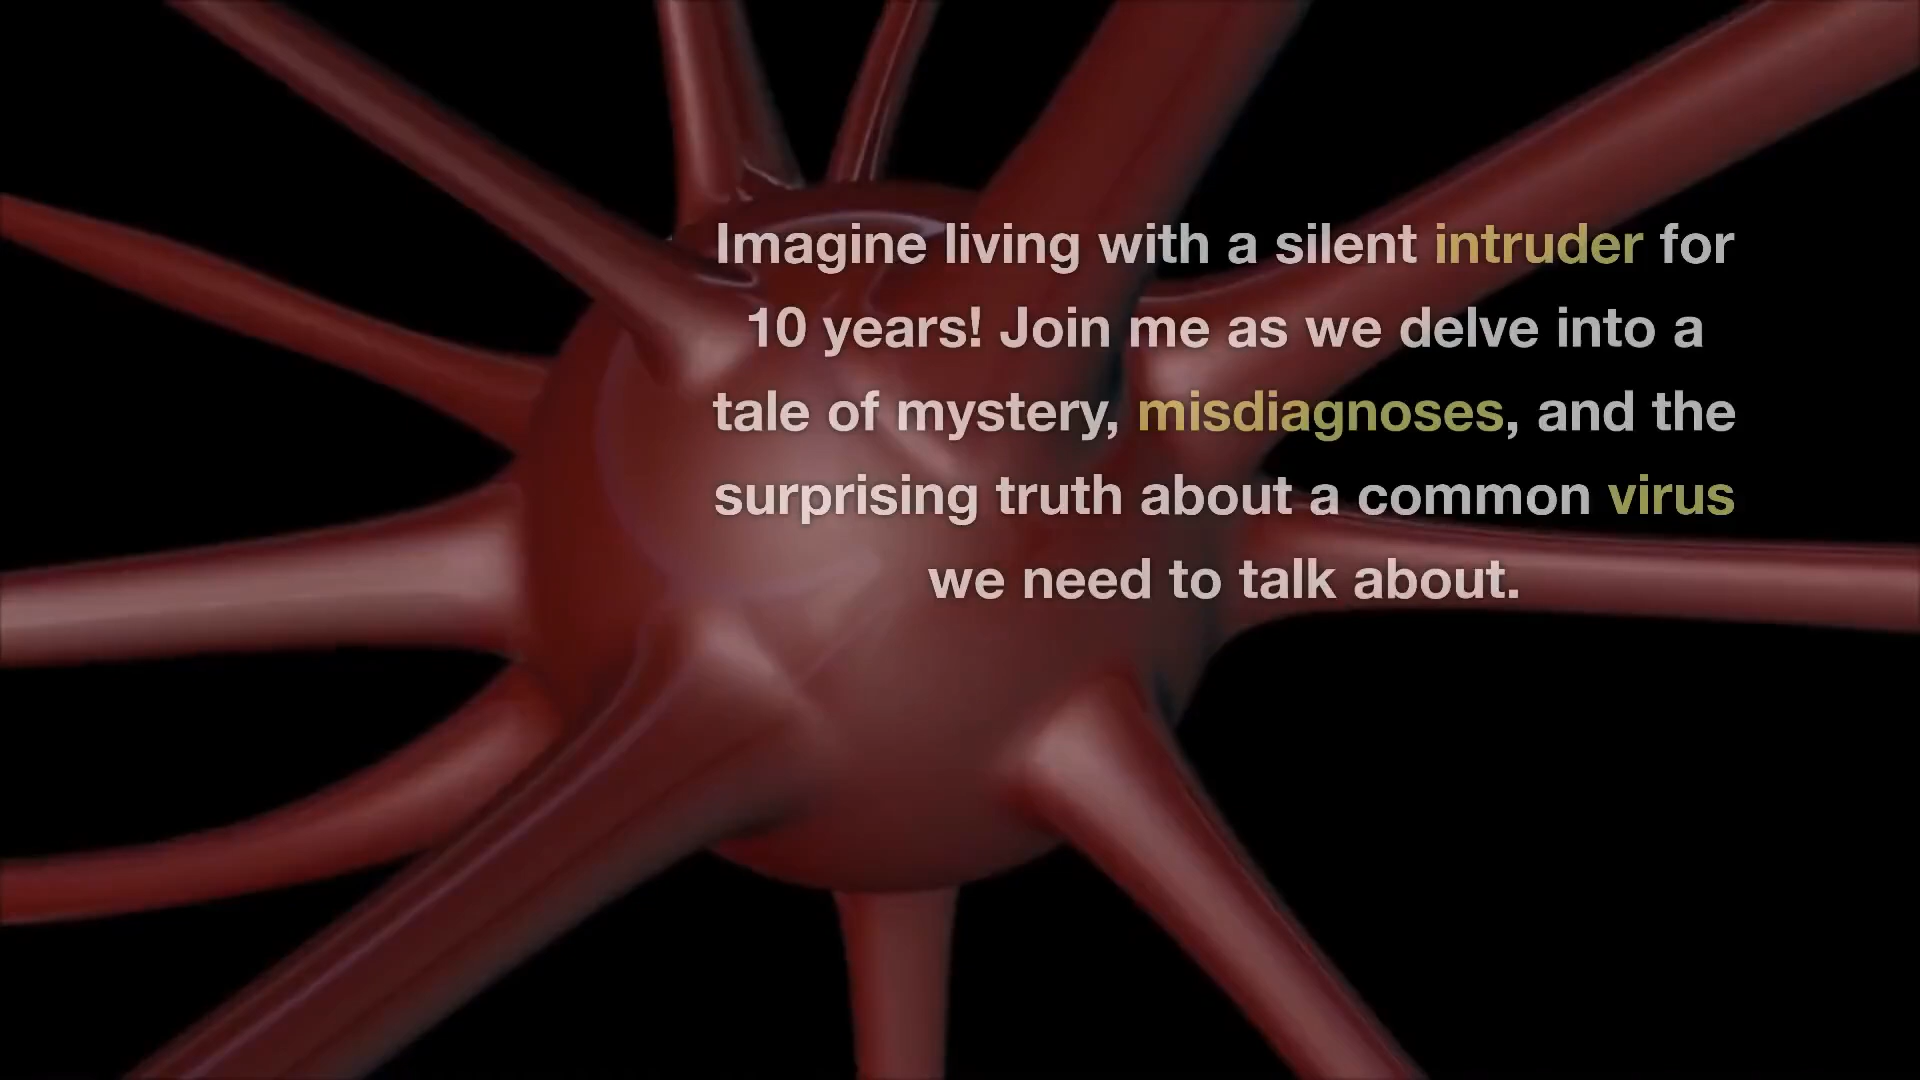 Imagine living with a silent intruder for
10 years! Join me as we delve into a
tale of mystery, misdiagnoses, and the
surprising truth about a common virus
we need to talk about.